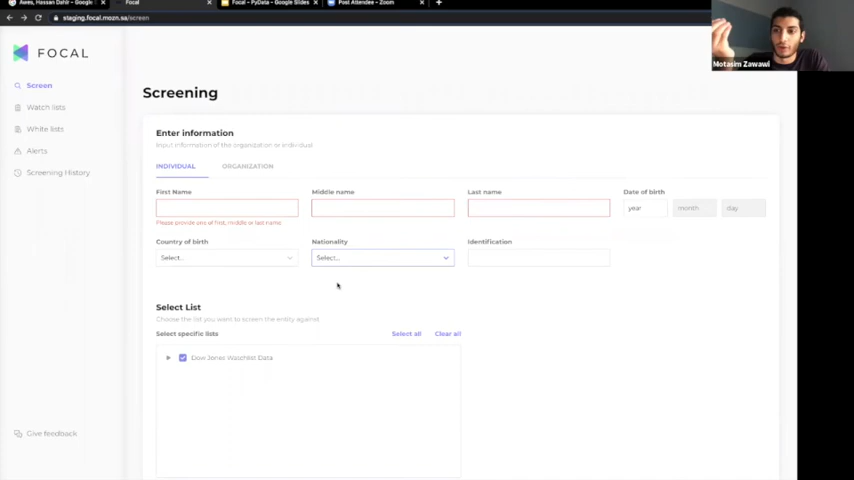 Awes, Hassan Dahir - Google
Focal
Focal - PyData - Google Slides
Post Attendee - Zoom
staging.focal.mozn.sa/screen
Motasim Zawawi
FOCAL
Screen
Watch lists
White lists
Alerts
Screening History
Give feedback
Screening
Enter information
Input information of the organization or individual
INDIVIDUAL ORGANIZATION
First Name Middle name Last name Date of birth
year month day
Please provide one of first, middle or last name
Country of birth Nationality Identification
Select... Select...
Select List
Choose the list you want to screen the entity against
Select specific lists Select all Clear all
Dow Jones Watchlist Data